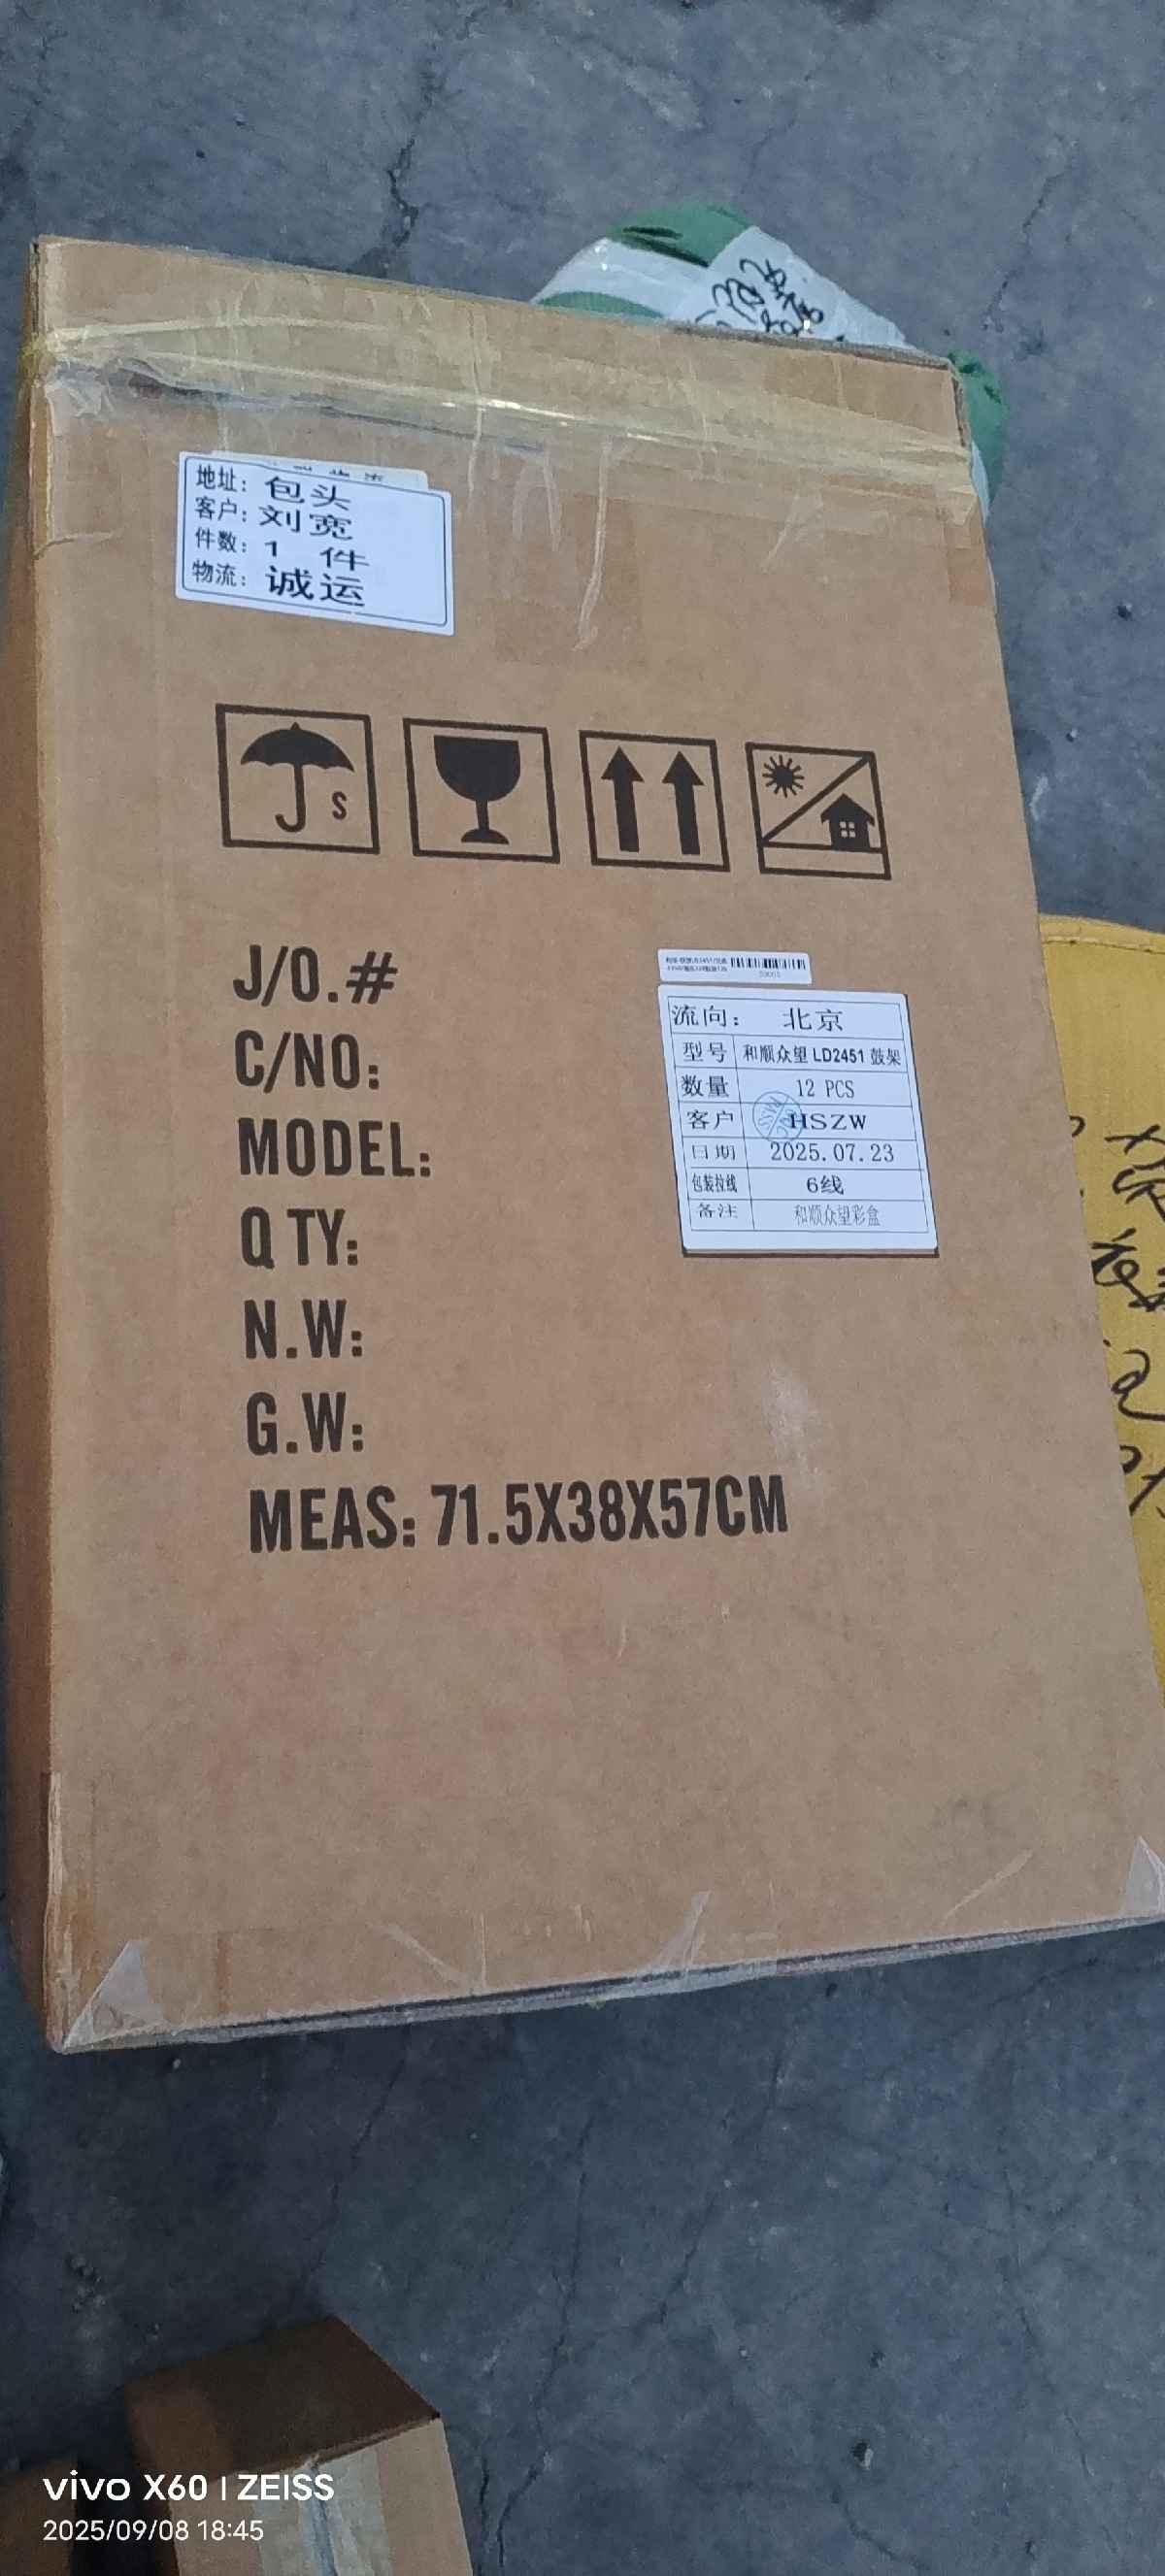 地址: 包头
客户: 刘宽
件数: 1 件
物流: 诚运
S
J/O.#
C/NO:
MODEL:
Q TY:
N.W:
G.W:
MEAS: 71.5X38X57CM
流向: 北京
型号 和顺众望 LD2451 鼓架
数量 12 PCS
客户 HSZW
日期 2025.07.23
包装拉线 6线
备注 和顺众望彩盒
vivo X60 | ZEISS
2025/09/08 18:45